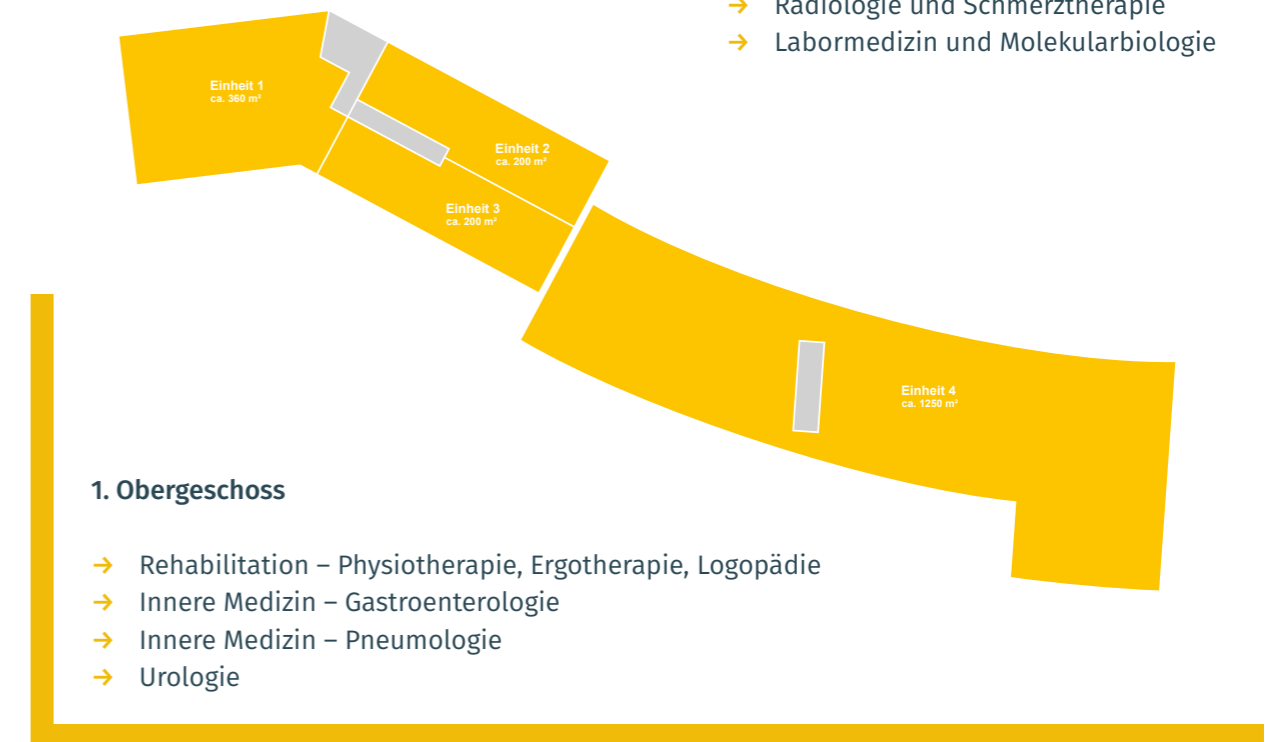 → Radiologie und Schmerztherapie
→ Labormedizin und Molekularbiologie
Einheit 1
ca. 360 m²
Einheit 2
ca. 200 m²
Einheit 3
ca. 200 m²
Einheit 4
ca. 1250 m²
1. Obergeschoss
→ Rehabilitation – Physiotherapie, Ergotherapie, Logopädie
→ Innere Medizin – Gastroenterologie
→ Innere Medizin – Pneumologie
→ Urologie